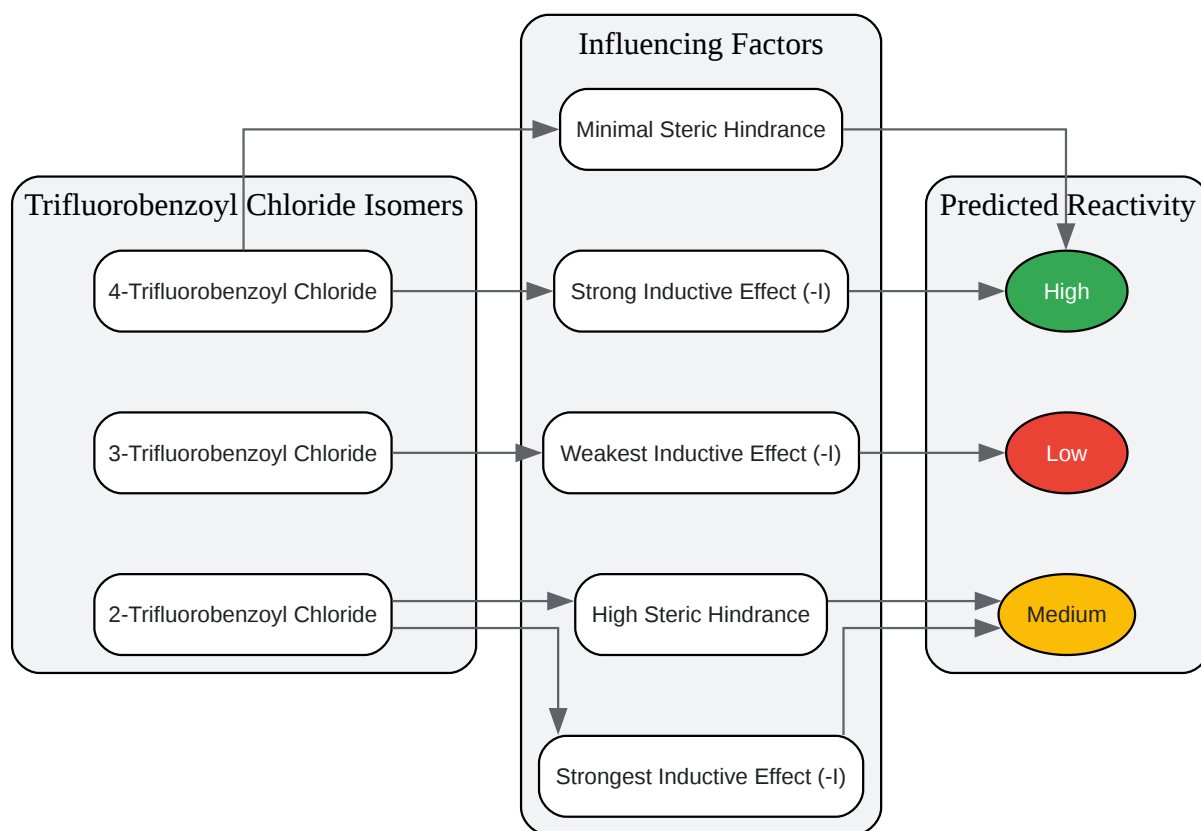 Influencing Factors
Minimal Steric Hindrance
Trifluorobenzoyl Chloride Isomers
Predicted Reactivity
4-Trifluorobenzoyl Chloride
Strong Inductive Effect (-I)
High
3-Trifluorobenzoyl Chloride
Weakest Inductive Effect (-I)
Low
2-Trifluorobenzoyl Chloride
High Steric Hindrance
Medium
Strongest Inductive Effect (-I)